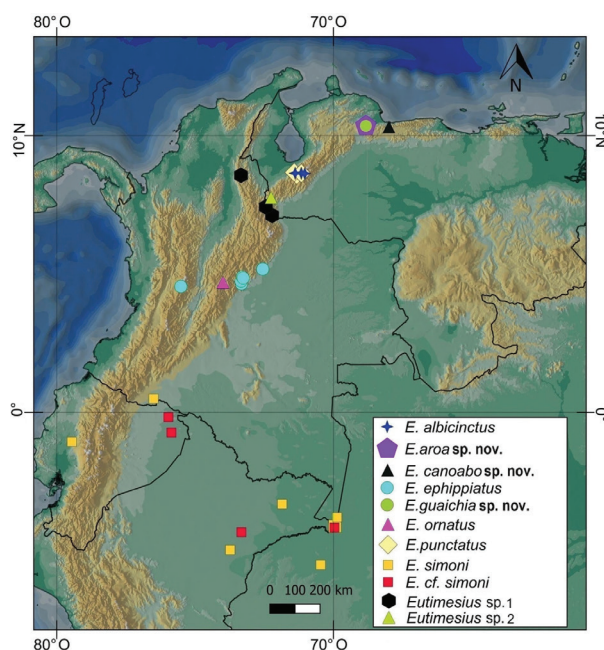 80°O
70°O
N
10°N
10°N
0°
0°
E. albicinctus
E.aroa sp. nov.
E. canoabo sp. nov.
E. ephippiatus
E.guaichia sp. nov.
E. ornatus
E.punctatus
E. simoni
E. cf. simoni
Eutimesius sp.1
Eutimesius sp.2
0 100 200 km
80°O
70°O